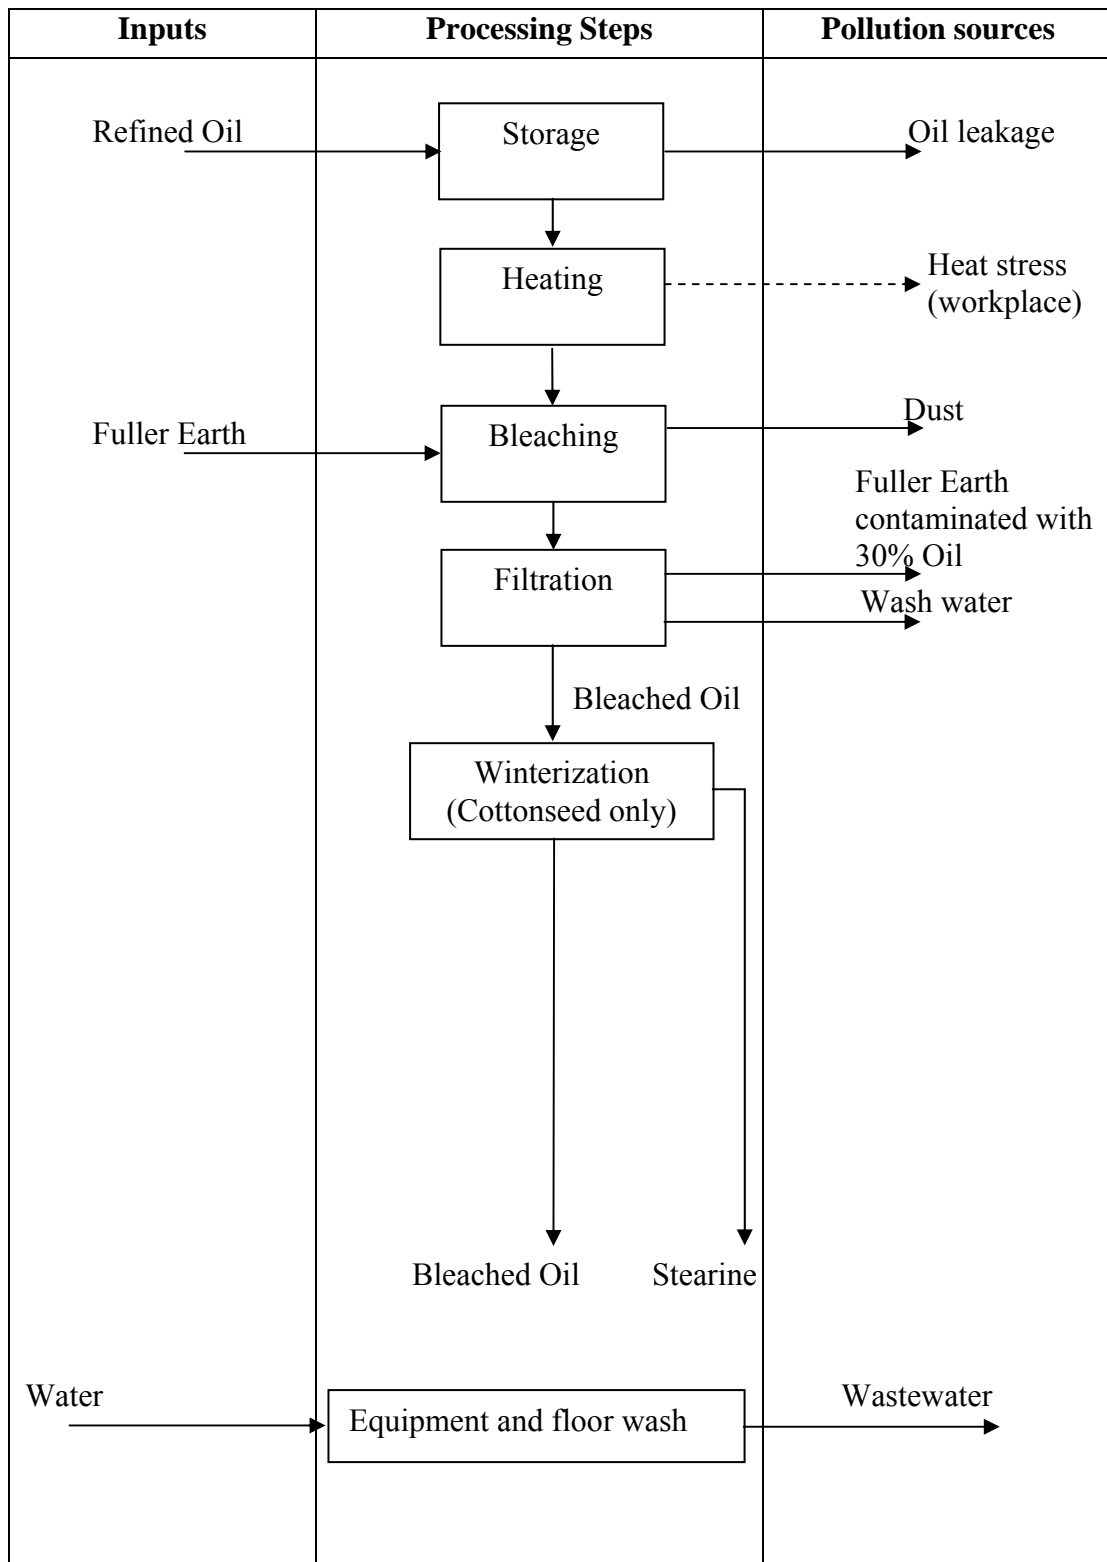 Inputs
Processing Steps
Pollution sources
Refined Oil
Storage
Oil leakage
Heating
Heat stress
(workplace)
Fuller Earth
Bleaching
Dust
Fuller Earth
contaminated with
30% Oil
Filtration
Wash water
Bleached Oil
Winterization
(Cottonseed only)
Bleached Oil
Stearine
Water
Equipment and floor wash
Wastewater